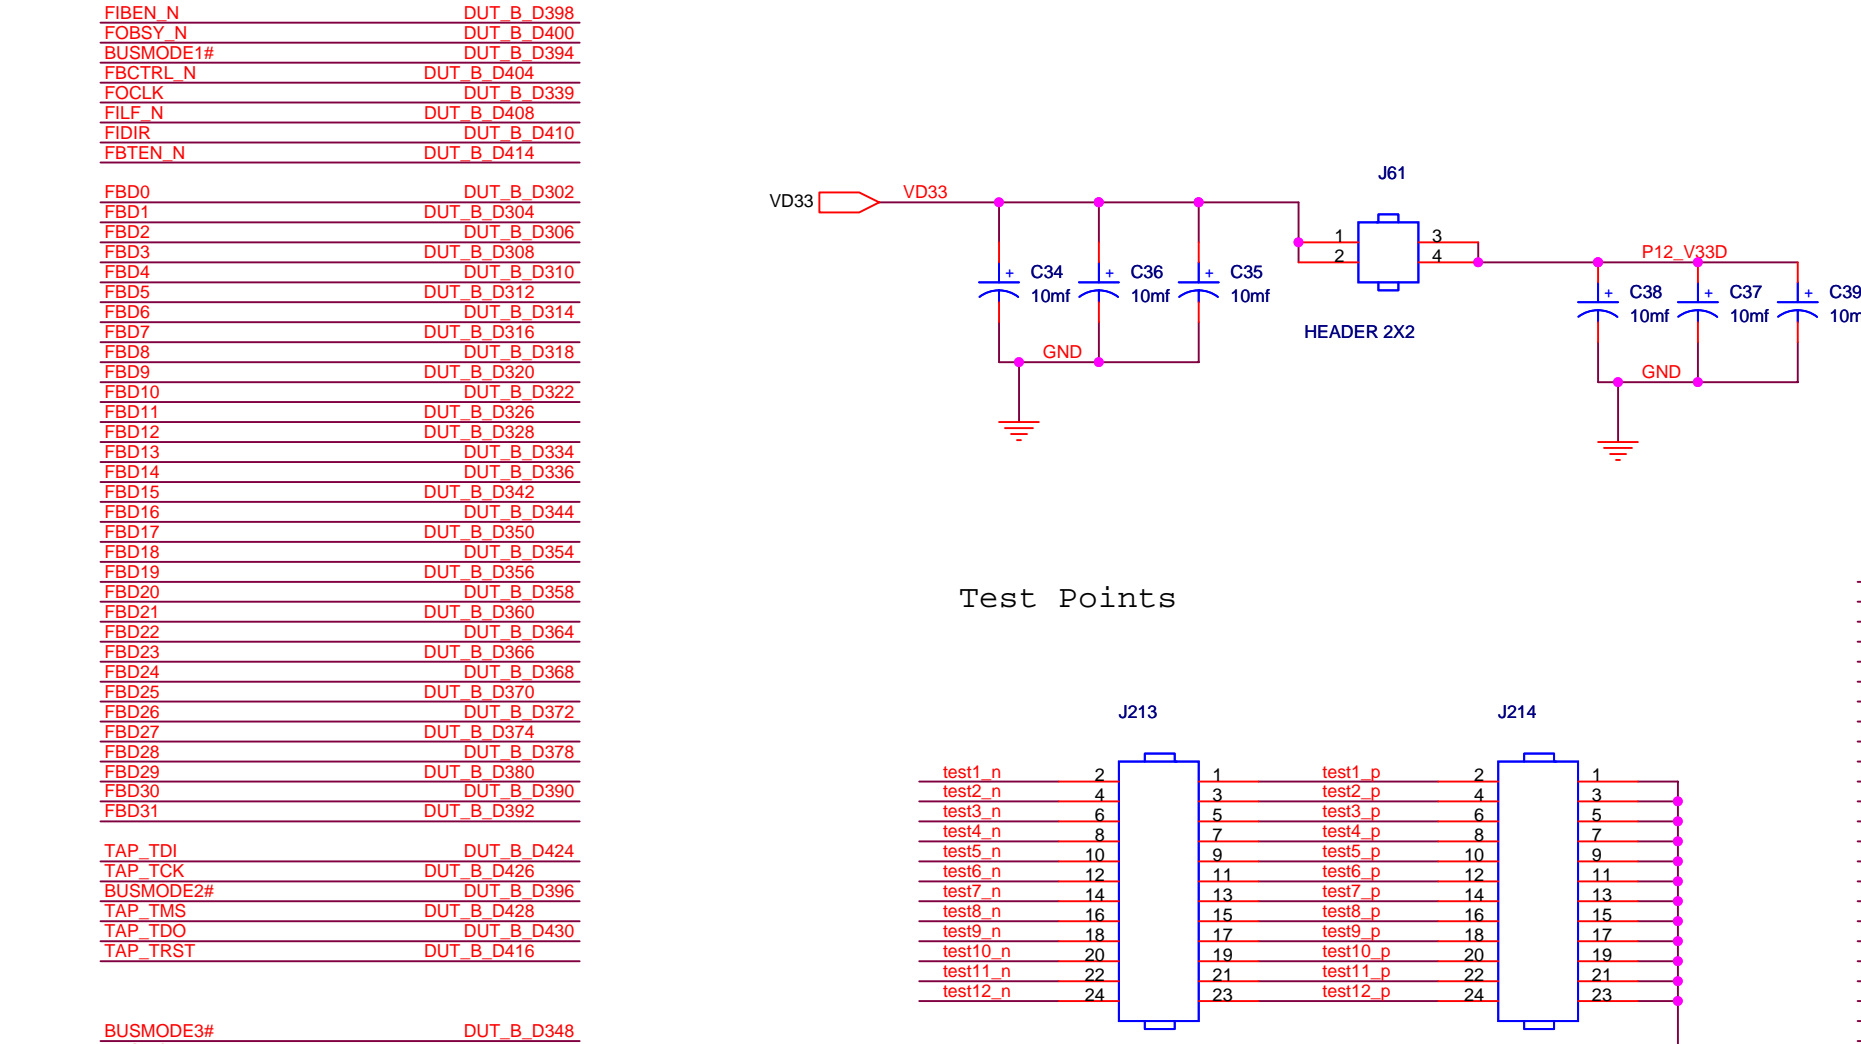 FIBEN_N DUT_B_D398
FOBSY_N DUT_B_D400
BUSMODE1# DUT_B_D394
FBCTRL_N DUT_B_D404
FOCLK DUT_B_D339
FILF_N DUT_B_D408
FIDIR DUT_B_D410
FBTEN_N DUT_B_D414
FBD0 DUT_B_D302
FBD1 DUT_B_D304
FBD2 DUT_B_D306
FBD3 DUT_B_D308
FBD4 DUT_B_D310
FBD5 DUT_B_D312
FBD6 DUT_B_D314
FBD7 DUT_B_D316
FBD8 DUT_B_D318
FBD9 DUT_B_D320
FBD10 DUT_B_D322
FBD11 DUT_B_D326
FBD12 DUT_B_D328
FBD13 DUT_B_D334
FBD14 DUT_B_D336
FBD15 DUT_B_D342
FBD16 DUT_B_D344
FBD17 DUT_B_D350
FBD18 DUT_B_D354
FBD19 DUT_B_D356
FBD20 DUT_B_D358
FBD21 DUT_B_D360
FBD22 DUT_B_D364
FBD23 DUT_B_D366
FBD24 DUT_B_D368
FBD25 DUT_B_D370
FBD26 DUT_B_D372
FBD27 DUT_B_D374
FBD28 DUT_B_D378
FBD29 DUT_B_D380
FBD30 DUT_B_D390
FBD31 DUT_B_D392
TAP_TDI DUT_B_D424
TAP_TCK DUT_B_D426
BUSMODE2# DUT_B_D396
TAP_TMS DUT_B_D428
TAP_TDO DUT_B_D430
TAP_TRST DUT_B_D416
BUSMODE3# DUT_B_D348
J61
VD33 VD33
1 3
2 4
P12_V33D
+ C34 + C36 + C35
10mf 10mf 10mf
+ C38 + C37 + C39
10mf 10mf 10m
HEADER 2X2
GND
GND
Test Points
J213 J214
test1_n 2 1 test1_p 2 1
test2_n 4 3 test2_p 4 3
test3_n 6 5 test3_p 6 5
test4_n 8 7 test4_p 8 7
test5_n 10 9 test5_p 10 9
test6_n 12 11 test6_p 12 11
test7_n 14 13 test7_p 14 13
test8_n 16 15 test8_p 16 15
test9_n 18 17 test9_p 18 17
test10_n 20 19 test10_p 20 19
test11_n 22 21 test11_p 22 21
test12_n 24 23 test12_p 24 23